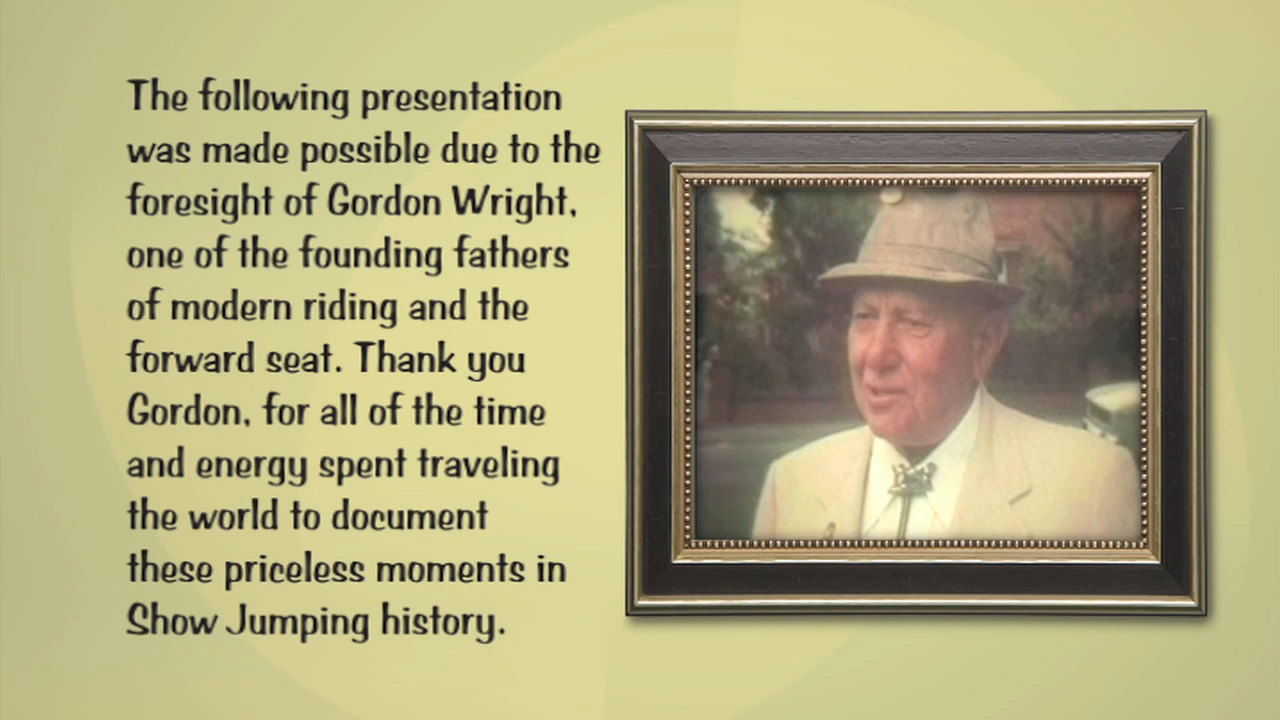 The following presentation
was made possible due to the
foresight of Gordon Wright,
one of the founding fathers
of modern riding and the
forward seat. Thank you
Gordon, for all of the time
and energy spent traveling
the world to document
these priceless moments in
Show Jumping history.